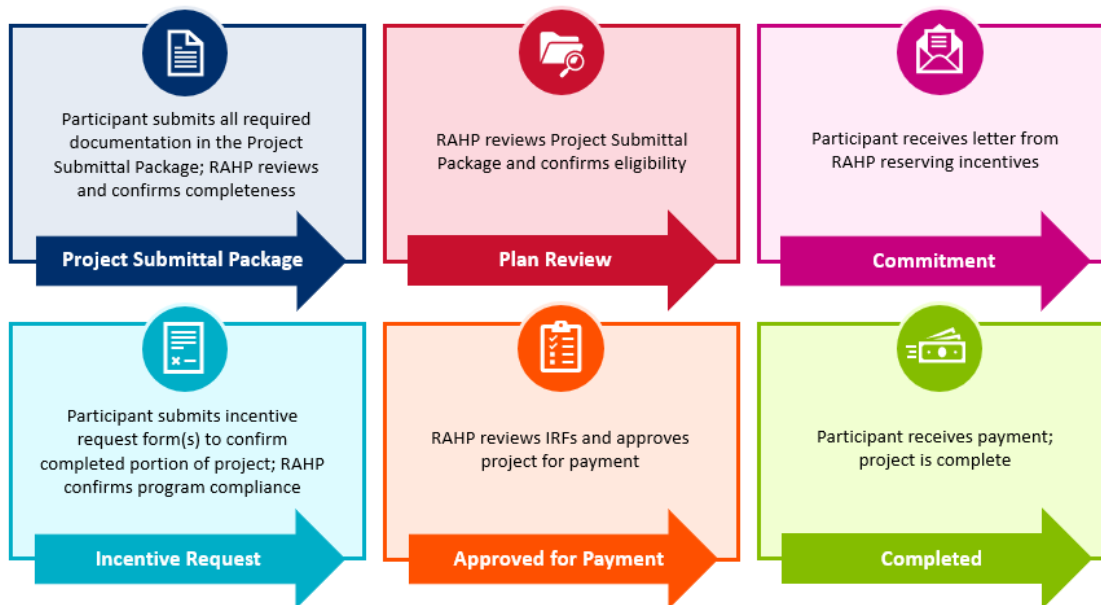 Participant submits all required
documentation in the Project
Submittal Package; RAHP reviews
and confirms completeness
Project Submittal Package
RAHP reviews Project Submittal
Package and confirms eligibility
Plan Review
Participant receives letter from
RAHP reserving incentives
Commitment
Participant submits incentive
request form(s) to confirm
completed portion of project; RAHP
confirms program compliance
Incentive Request
RAHP reviews IRFs and approves
project for payment
Approved for Payment
Participant receives payment;
project is complete
Completed